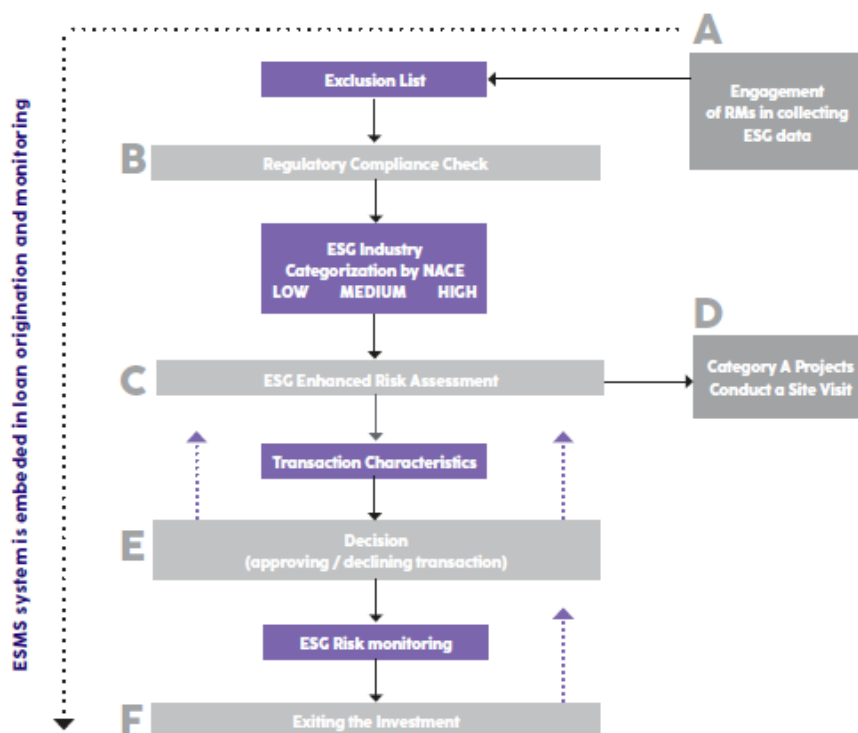 A
Exclusion List
Engagement
of RMs in collecting
ESG data
B
Regulatory Compliance Check
ESG Industry
Categorization by NACE
LOW MEDIUM HIGH
D
C
ESG Enhanced Risk Assessment
Category A Projects
Conduct a Site Visit
Transaction Characteristics
E
Decision
(approving / declining transaction)
ESG Risk monitoring
F
Exiting the Investment
ESMS system is embeded in loan origination and monitoring